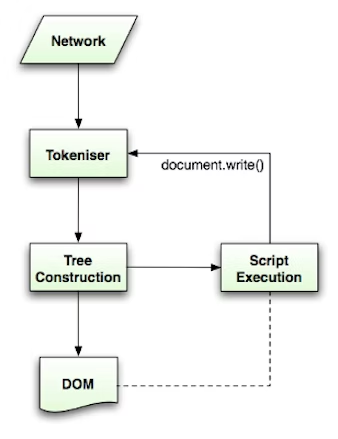 Network
Tokeniser
document.write()
Tree
Construction
Script
Execution
DOM